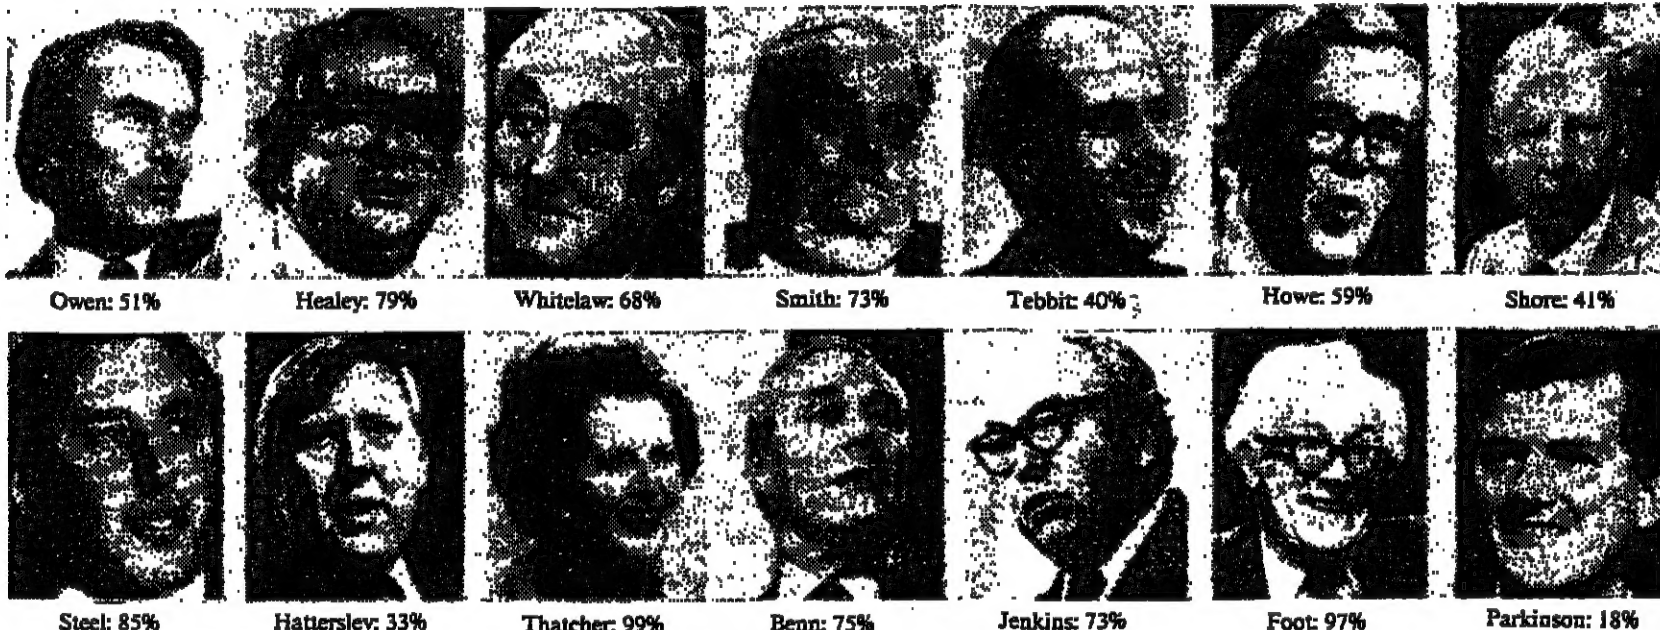 Owen: 51% Healey: 79% Whitelaw: 68% Smith: 73% Tebbit: 40% Howe: 59% Shore: 41%
Steel: 85% Hattersley: 33% Thatcher: 99% Benn: 75% Jenkins: 73% Foot: 97% Parkinson: 18%